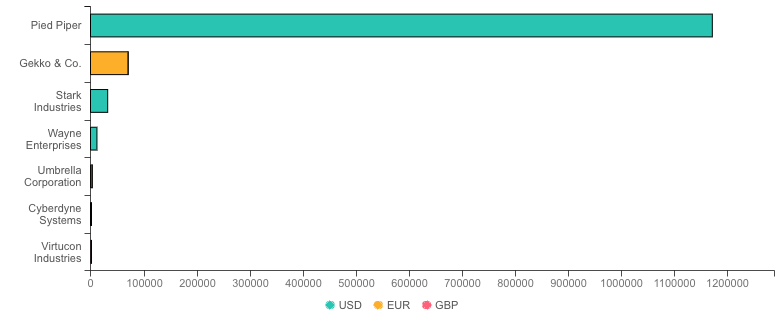 Pied Piper
Gekko & Co.
Stark
Industries
Wayne
Enterprises
Umbrella
Corporation
Cyberdyne
Systems
Virtucon
Industries
0 100000 200000 300000 400000 500000 600000 700000 800000 900000 1000000 1100000 1200000
USD EUR GBP